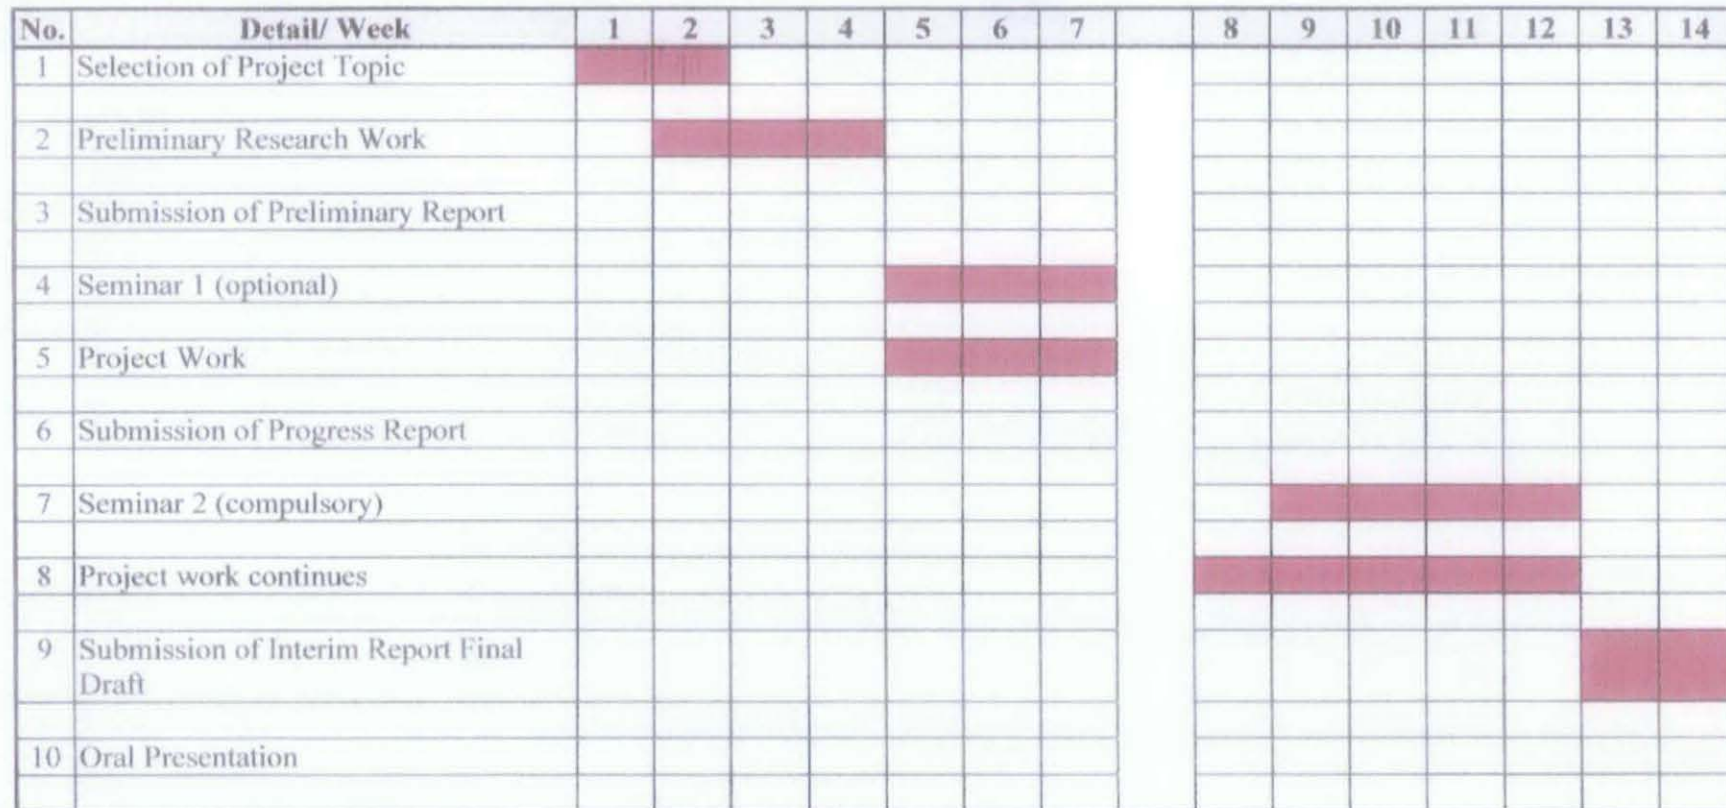 No. Detail/ Week 1 2 3 4 5 6 7 8 9 10 11 12 13 14
1 Selection of Project Topic
2 Preliminary Research Work
3 Submission of Preliminary Report
4 Seminar 1 (optional)
5 Project Work
6 Submission of Progress Report
7 Seminar 2 (compulsory)
8 Project work continues
9 Submission of Interim Report Final
Draft
10 Oral Presentation